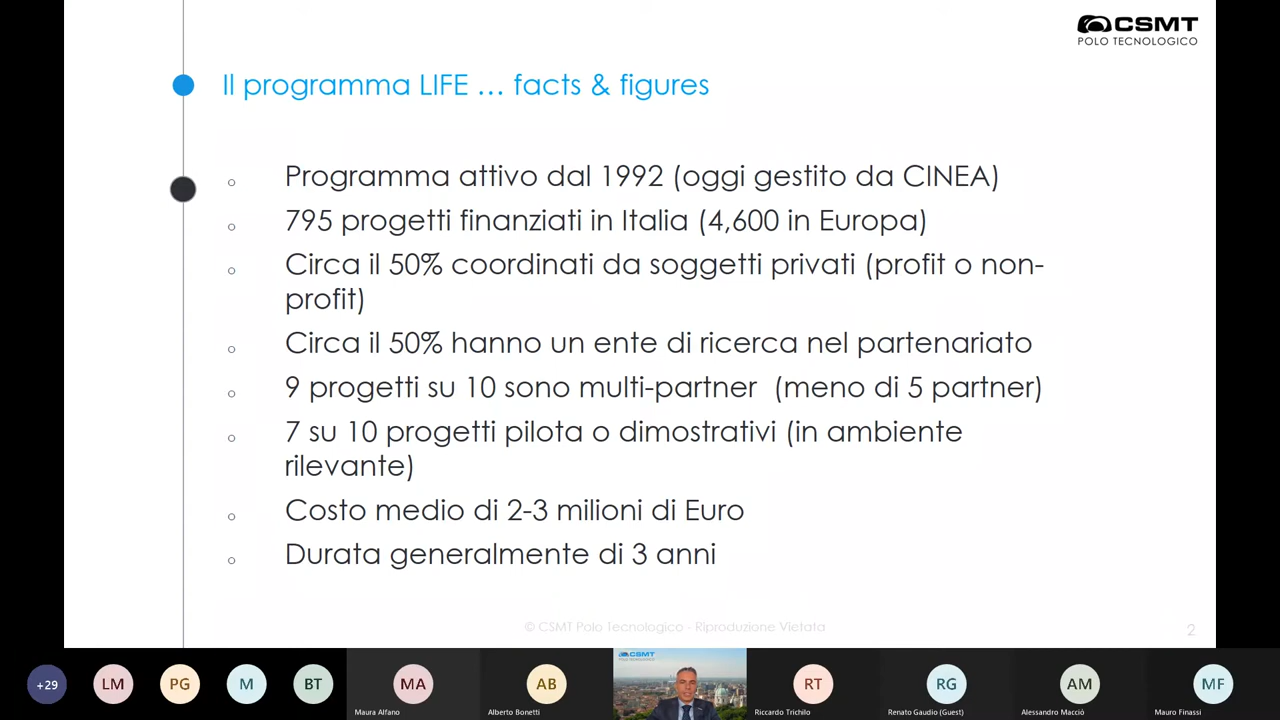 CSMT
POLO TECNOLOGICO
Il programma LIFE … facts & figures
Programma attivo dal 1992 (oggi gestito da CINEA)
795 progetti finanziati in Italia (4,600 in Europa)
Circa il 50% coordinati da soggetti privati (profit o non-
profit)
Circa il 50% hanno un ente di ricerca nel partenariato
9 progetti su 10 sono multi-partner (meno di 5 partner)
7 su 10 progetti pilota o dimostrativi (in ambiente
rilevante)
Costo medio di 2-3 milioni di Euro
Durata generalmente di 3 anni
© CSMT Polo Tecnologico - Riproduzione Vietata
2
+29
LM
PG
M
BT
MA
Maura Alfano
AB
Alberto Bonetti
CSMT
POLO TECNOLOGICO
RT
Riccardo Trichilo
RG
Renato Gaudio (Guest)
AM
Alessandro Macciò
MF
Mauro Finassi